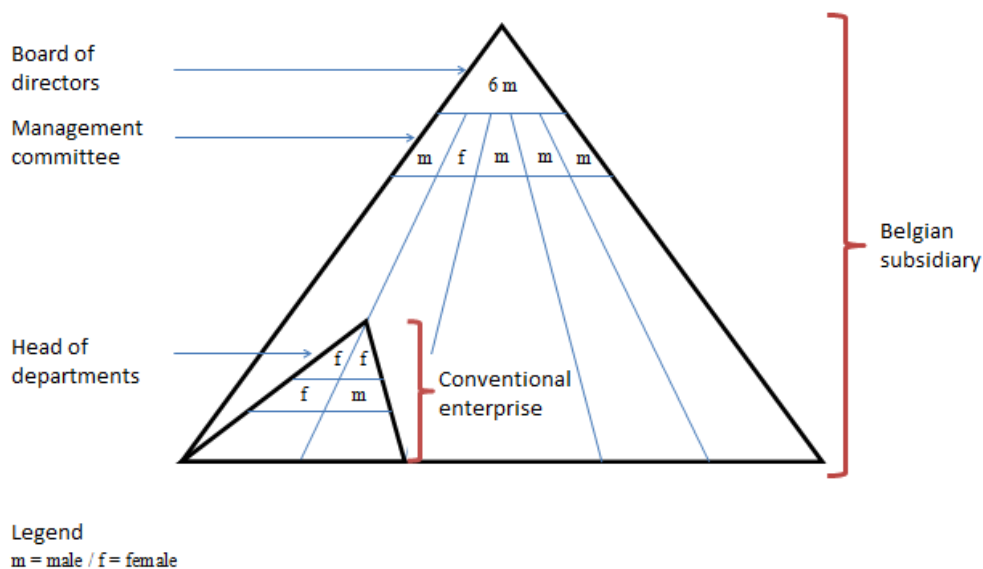 Board of
directors
6 m
Management
committee
m f m m m
Belgian
subsidiary
Head of
departments
f f
Conventional
enterprise
f m
Legend
m = male / f = female